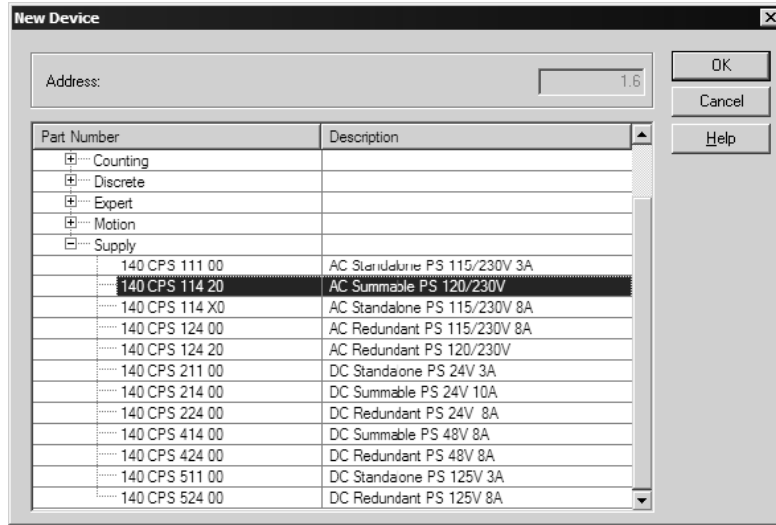 New Device
Address: 1.6
OK
Cancel
Help
Part Number Description
Counting
Discrete
Expert
Motion
Supply
140 CPS 111 00 AC Standalone PS 115/230V 3A
140 CPS 114 20 AC Summable PS 120/230V
140 CPS 114 X0 AC Standalone PS 115/230V 8A
140 CPS 124 00 AC Redundant PS 115/230V 8A
140 CPS 124 20 AC Redundant PS 120/230V
140 CPS 211 00 DC Standalone PS 24V 3A
140 CPS 214 00 DC Summable PS 24V 10A
140 CPS 224 00 DC Redundant PS 24V 8A
140 CPS 414 00 DC Summable PS 48V 8A
140 CPS 424 00 DC Redundant PS 48V 8A
140 CPS 511 00 DC Standalone PS 125V 3A
140 CPS 524 00 DC Redundant PS 125V 8A